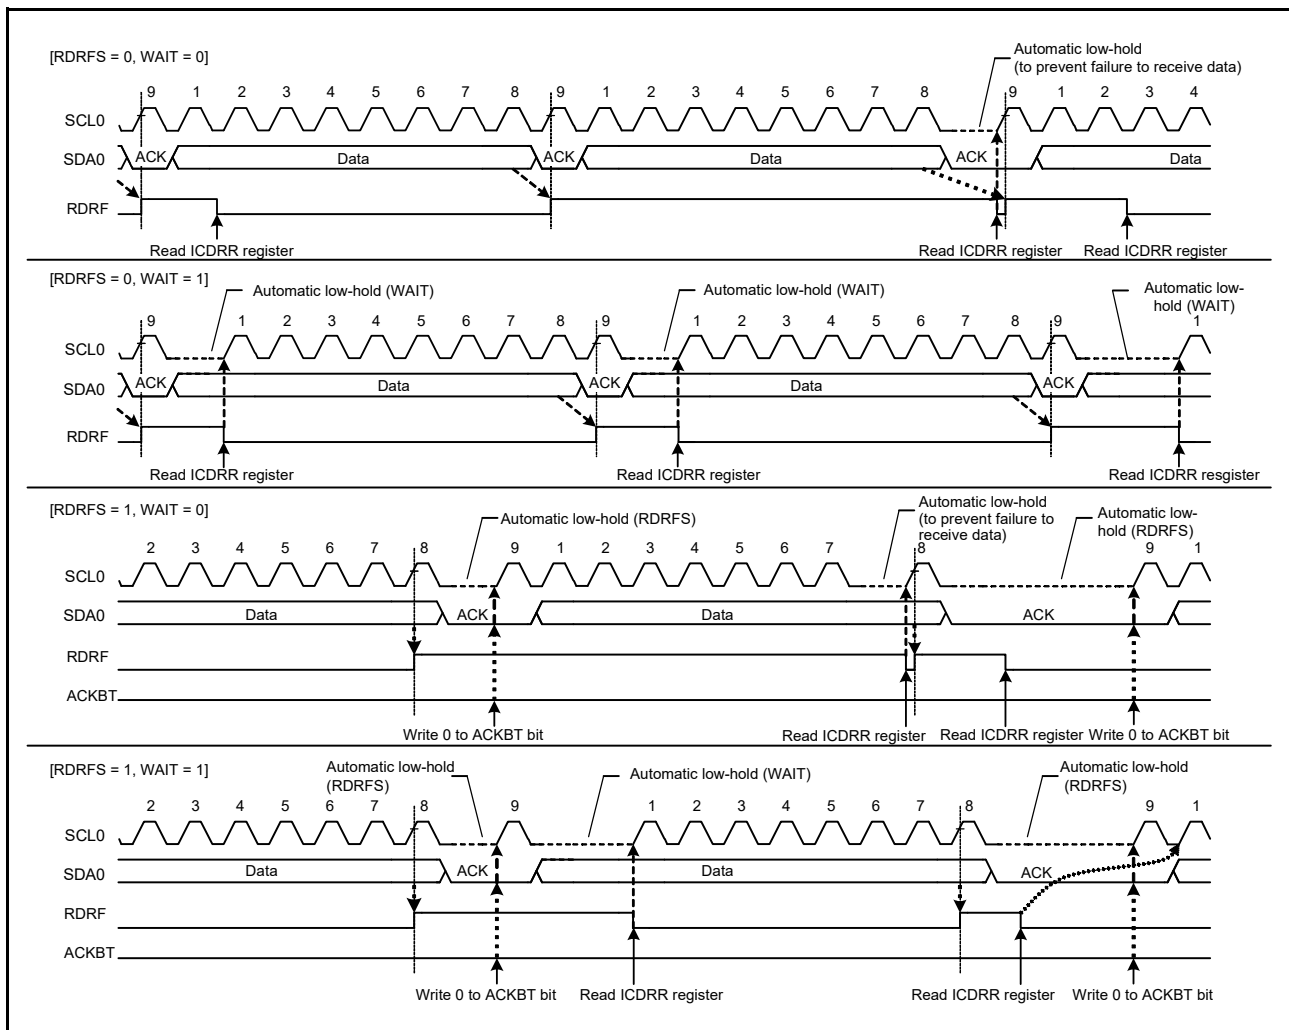 [RDRFS = 0, WAIT = 0]
Automatic low-hold
(to prevent failure to receive data)
9 1 2 3 4 5 6 7 8 9 1 2 3 4 5 6 7 8 9 1 2 3 4
SCL0
SDA0 ACK Data ACK Data ACK Data
RDRF
Read ICDRR register Read ICDRR register Read ICDRR register
[RDRFS = 0, WAIT = 1]
Automatic low-hold (WAIT) Automatic low-hold (WAIT) Automatic low-
hold (WAIT)
9 1 2 3 4 5 6 7 8 9 1 2 3 4 5 6 7 8 9 1
SCL0
SDA0 ACK Data ACK Data ACK
RDRF
Read ICDRR register Read ICDRR register Read ICDRR resgister
[RDRFS = 1, WAIT = 0]
Automatic low-hold (RDRFS)
Automatic low-hold
(to prevent failure to
receive data)
Automatic low-
hold (RDRFS)
2 3 4 5 6 7 8 9 1 2 3 4 5 6 7 8 9 1
SCL0
SDA0 Data ACK Data ACK
RDRF
ACKBT
Write 0 to ACKBT bit Read ICDRR register Read ICDRR register Write 0 to ACKBT bit
[RDRFS = 1, WAIT = 1]
Automatic low-hold
(RDRFS)
Automatic low-hold (WAIT)
Automatic low-hold
(RDRFS)
2 3 4 5 6 7 8 9 1 2 3 4 5 6 7 8 9 1
SCL0
SDA0 Data ACK Data ACK
RDRF
ACKBT
Write 0 to ACKBT bit Read ICDRR register Read ICDRR register Write 0 to ACKBT bit